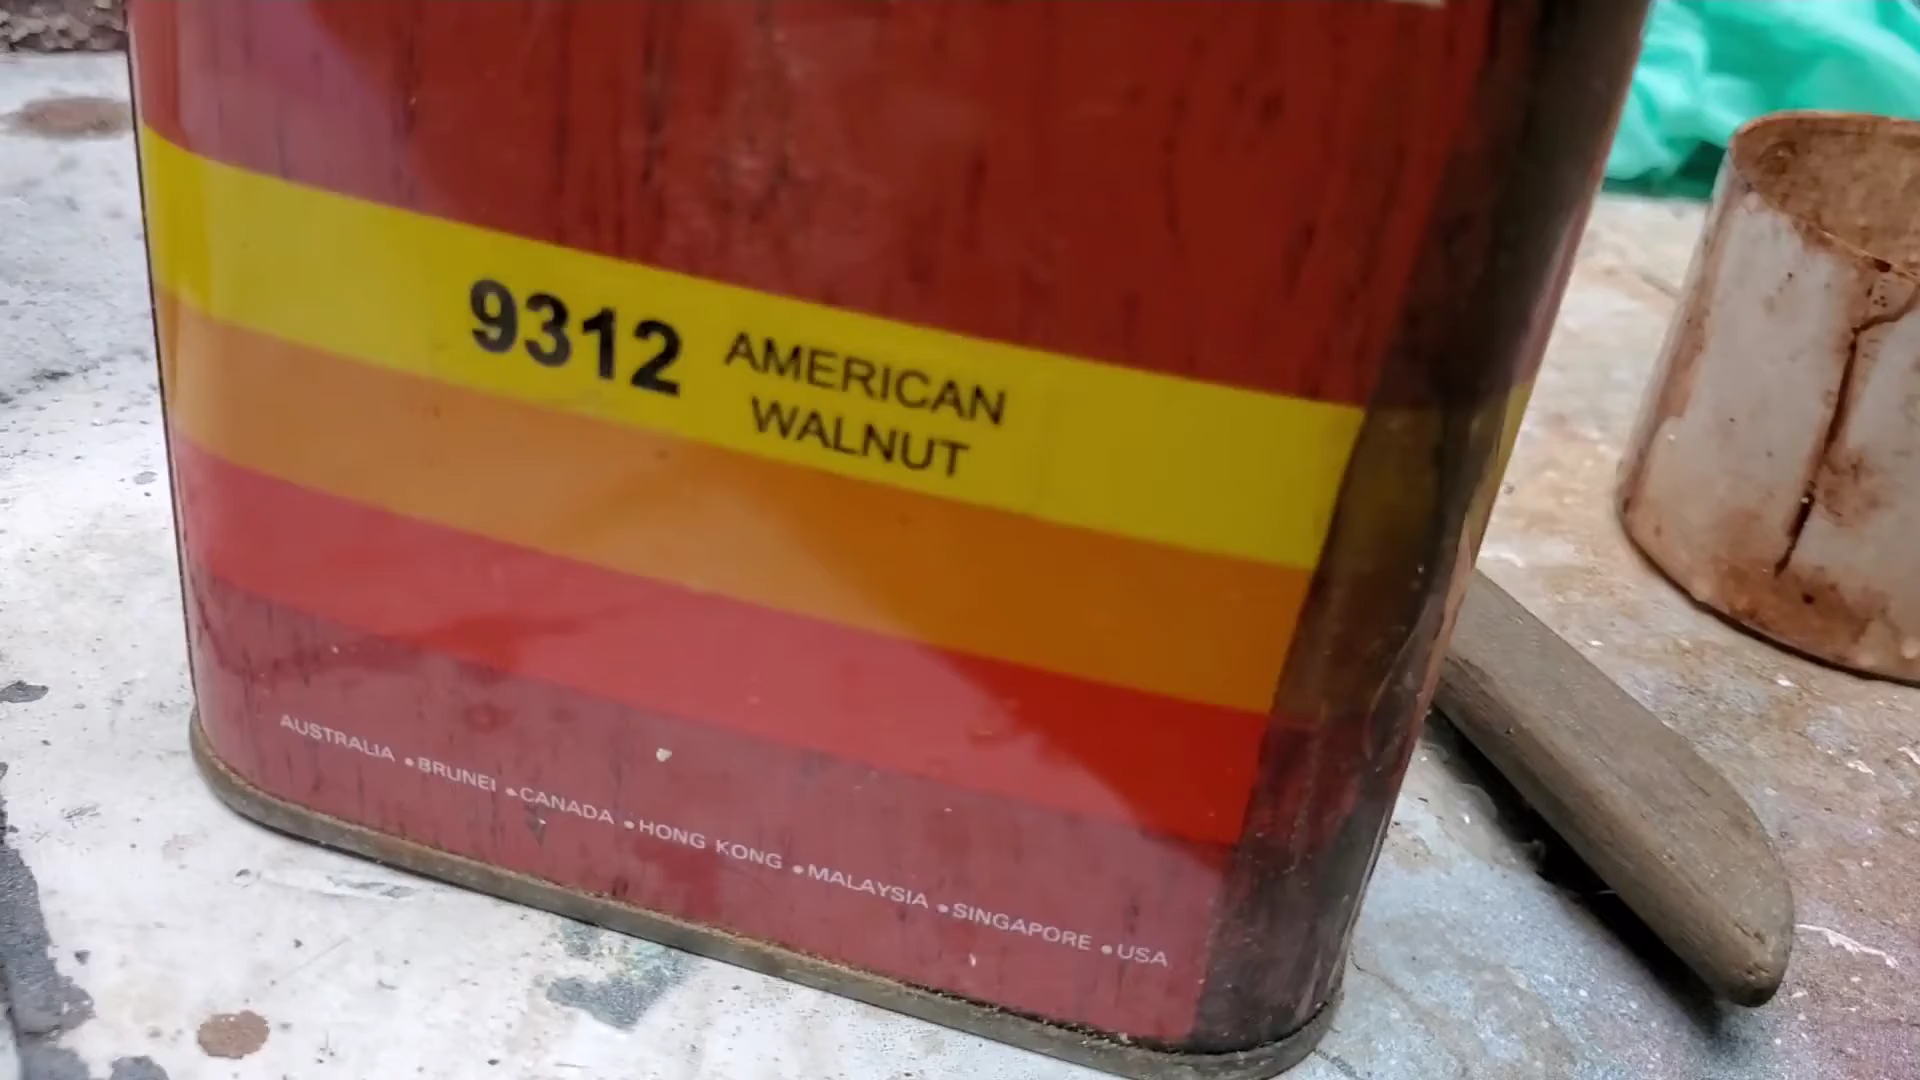 9312 AMERICAN
WALNUT
AUSTRALIA • BRUNEI • CANADA • HONG KONG • MALAYSIA • SINGAPORE • USA